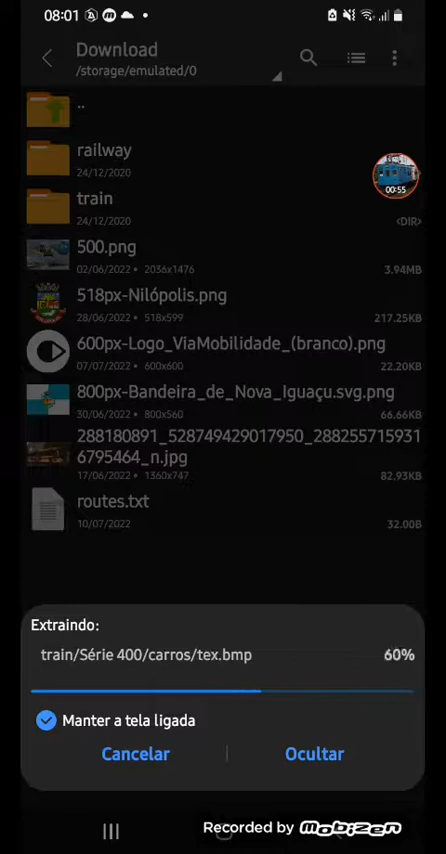 08:01
Download
/storage/emulated/0
..
railway
24/12/2020
00:55
train
24/12/2020
<DIR>
500.png
02/06/2022 • 2036x1476
3.94MB
518px-Nilópolis.png
28/06/2022 • 518x599
217.25KB
600px-Logo_ViaMobilidade_(branco).png
07/07/2022 • 600x600
22.20KB
800px-Bandeira_de_Nova_Iguaçu.svg.png
30/06/2022 • 800x560
66.66KB
288180891_528749429017950_288255715931
6795464_n.jpg
17/06/2022 • 1360x747
82.93KB
routes.txt
10/07/2022
32.00B
Extraindo:
train/Série 400/carros/tex.bmp
60%
Manter a tela ligada
Cancelar
Ocultar
Recorded by mobizen